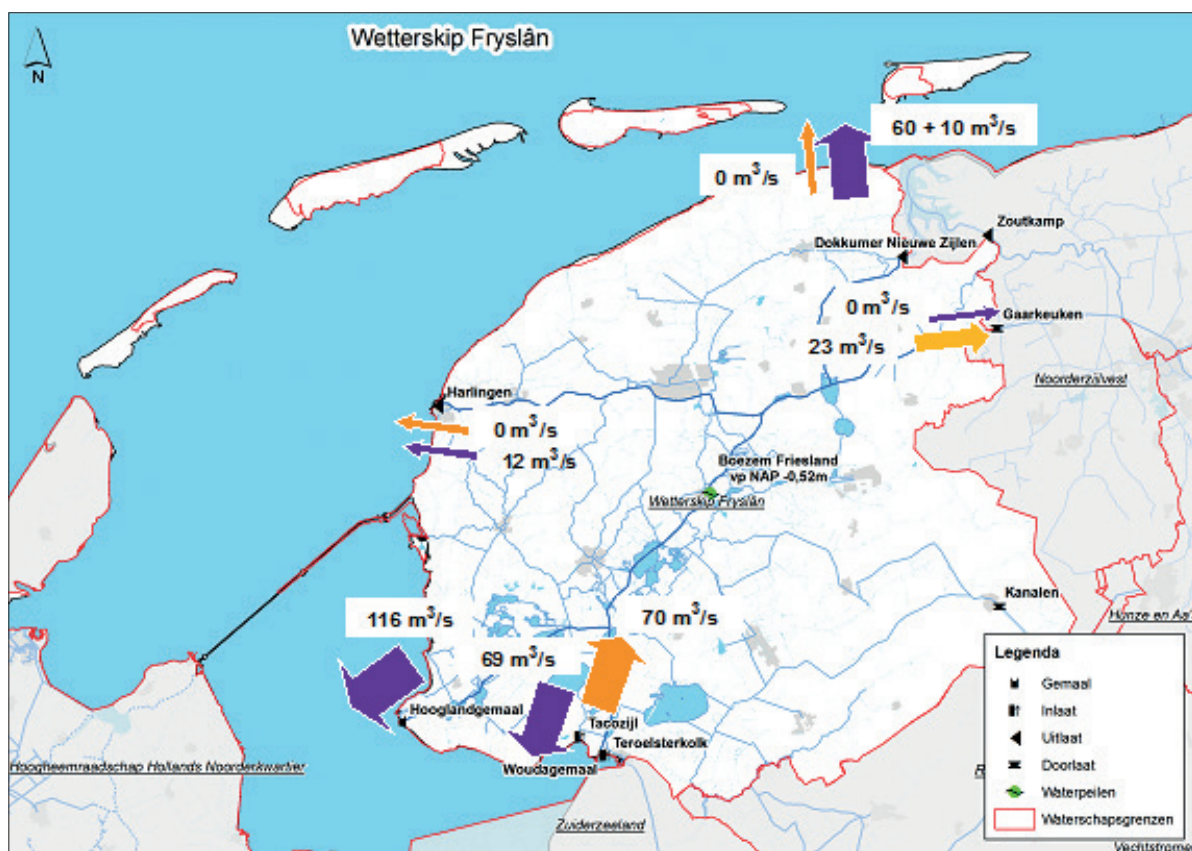 Wetterskip Fryslân
N
60 + 10 m³/s
0 m³/s
Zoutkamp
Dokkumer Nieuwe Zijlen
0 m³/s
Gaarkeuken
23 m³/s
Noorderzijlvest
Harlingen
0 m³/s
12 m³/s
Boezem Friesland
vp NAP -0,52m
Wetterskip Fryslân
116 m³/s
70 m³/s
Kanalen
Hunze en Aa'
69 m³/s
Hooglandgemaal
Tacozijl
Teroelsterkolk
Woudagemaal
Hoogheemraadschap Hollands Noorderkwartier
Zuiderzeeland
Legenda
Gemaal
Inlaat
Uitlaat
Doorlaat
Waterpeilen
Waterschapsgrenzen
Vechtstrome